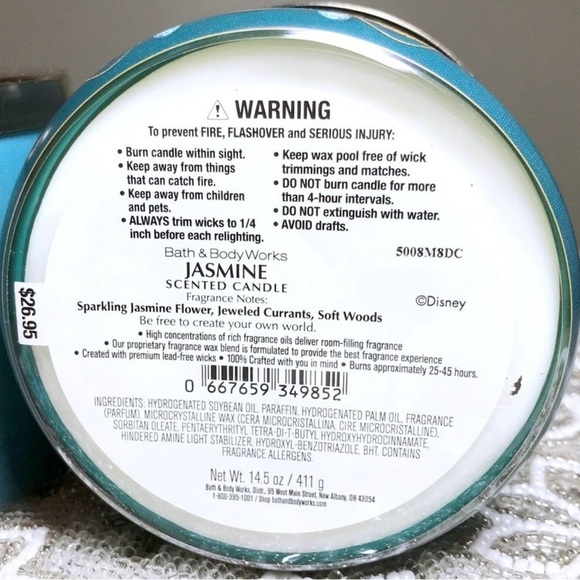 ⚠ WARNING
To prevent FIRE, FLASHOVER and SERIOUS INJURY:
• Burn candle within sight.
• Keep away from things
that can catch fire.
• Keep away from children
and pets.
• ALWAYS trim wicks to 1/4
inch before each relighting.
• Keep wax pool free of wick
trimmings and matches.
• DO NOT burn candle for more
than 4-hour intervals.
• DO NOT extinguish with water.
• AVOID drafts.
Bath & Body Works
5008M8DC
JASMINE
SCENTED CANDLE
©Disney
Fragrance Notes:
Sparkling Jasmine Flower, Jeweled Currants, Soft Woods
Be free to create your own world.
• High concentrations of rich fragrance oils deliver room-filling fragrance
• Our proprietary fragrance wax blend is formulated to provide the best fragrance experience
• Created with premium lead-free wicks • 100% Crafted with you in mind • Burns approximately 25-45 hours.
0 667659 349852
INGREDIENTS: HYDROGENATED SOYBEAN OIL, PARAFFIN, HYDROGENATED PALM OIL, FRAGRANCE
(PARFUM), MICROCRYSTALLINE WAX (CERA MICROCRISTALLINA, CIRE MICROCRISTALLINE),
SORBITAN OLEATE, PENTAERYTHRITYL TETRA-DI-T-BUTYL HYDROXYHYDROCINNAMATE,
HINDERED AMINE LIGHT STABILIZER, HYDROXYL-BENZOTRIAZOLE, BHT. CONTAINS
FRAGRANCE ALLERGENS.
Net Wt. 14.5 oz / 411 g
Bath & Body Works, Distr., 95 West Main Street, New Albany, OH 43054
1-800-395-1001 / Shop bathandbodyworks.com
$26.95